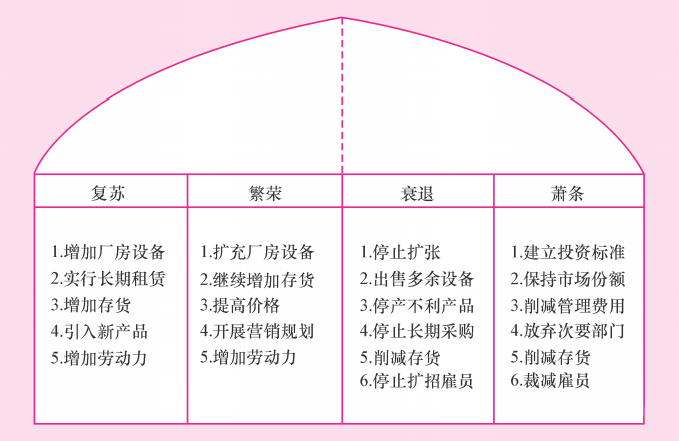 复苏
1.增加厂房设备
2.实行长期租赁
3.增加存货
4.引入新产品
5.增加劳动力
繁荣
1.扩充厂房设备
2.继续增加存货
3.提高价格
4.开展营销规划
5.增加劳动力
衰退
1.停止扩张
2.出售多余设备
3.停产不利产品
4.停止长期采购
5.削减存货
6.停止扩招雇员
萧条
1.建立投资标准
2.保持市场份额
3.削减管理费用
4.放弃次要部门
5.削减存货
6.裁减雇员